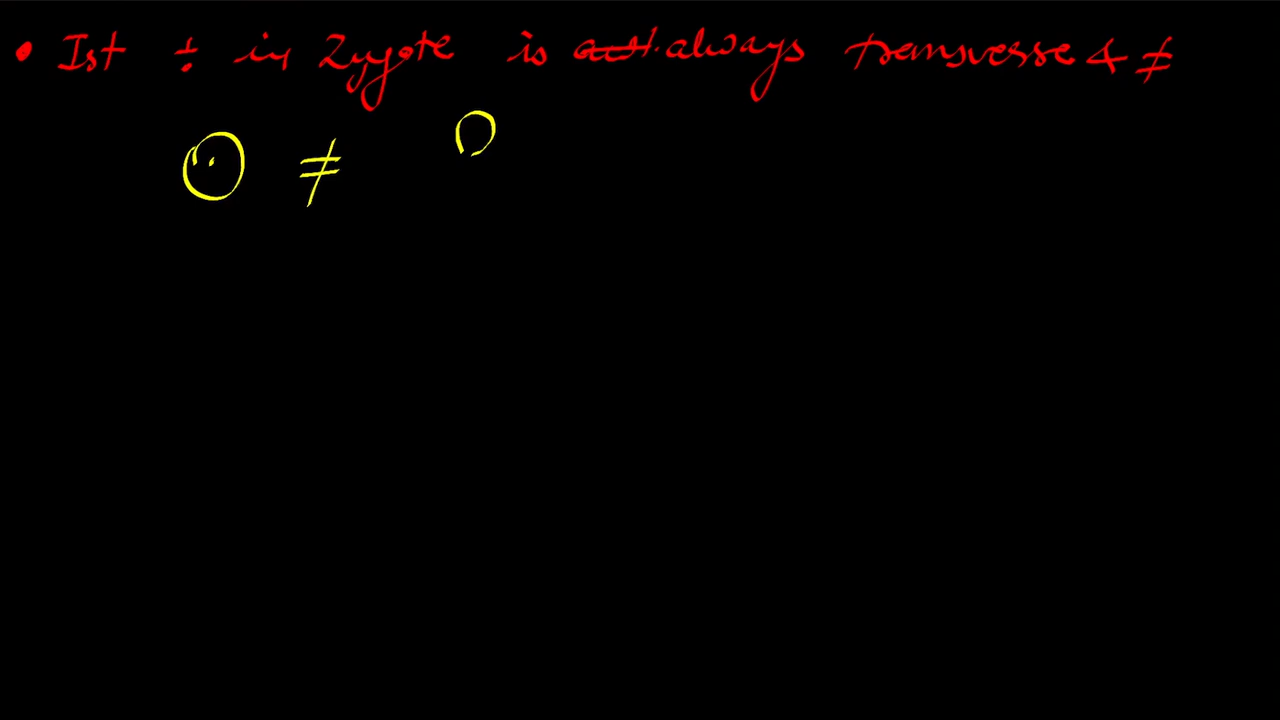 • Ist ÷ in Zygote is always transverse & ≠
≠